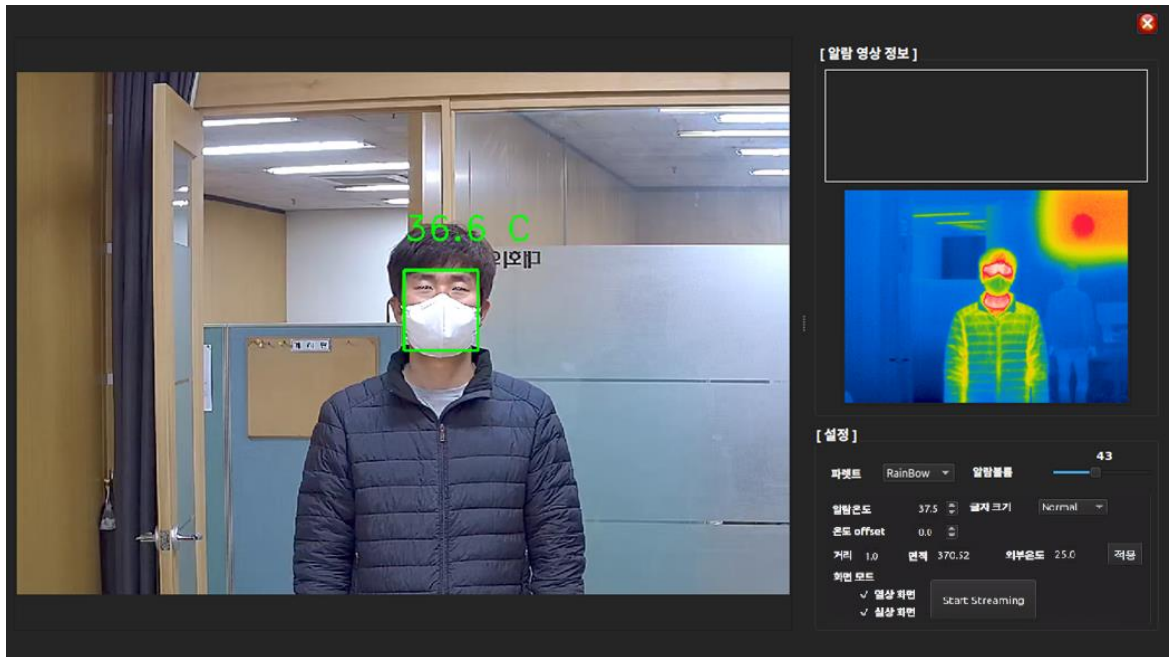 [ 알람 영상 정보 ]
36.6 C
[ 설정 ]
43
파렛트 RainBow 알람볼륨
알람온도 37.5 글자 크기 Normal
온도 offset 0.0
거리 1.0 면적 370.52 외부온도 25.0 적용
화면 모드
✓ 열상 화면
✓ 실상 화면
Start Streaming